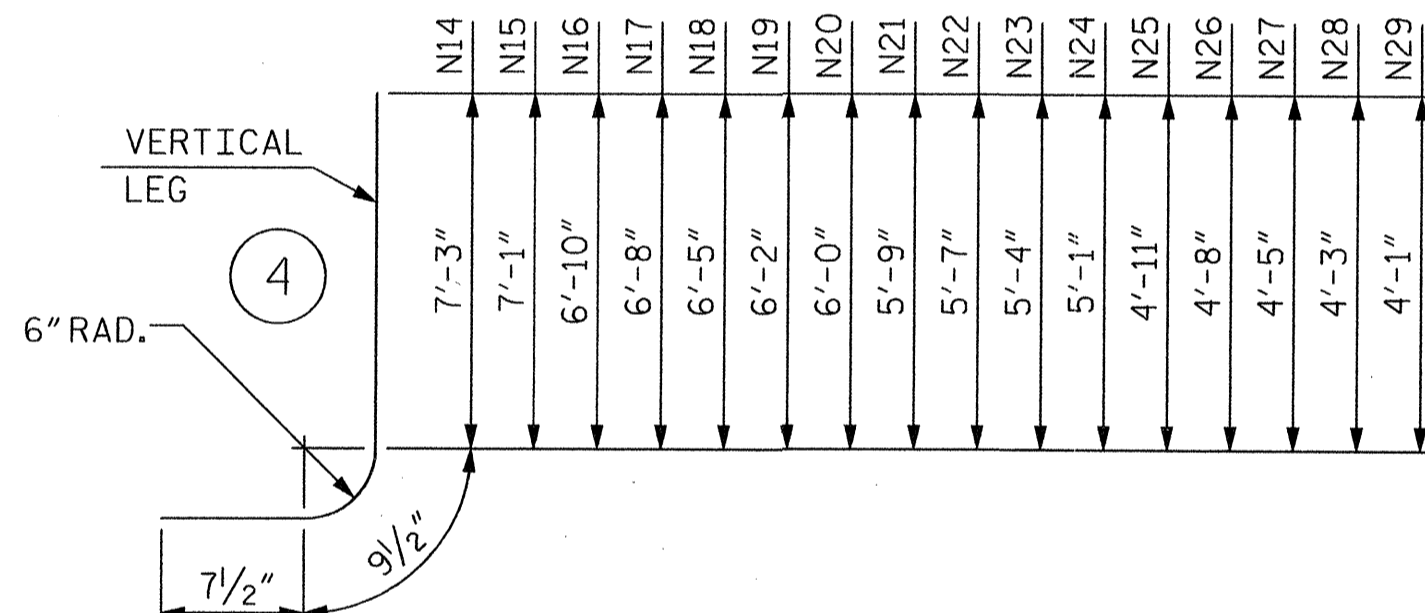 N14
N15
N16
N17
N18
N19
N20
N21
N22
N23
N24
N25
N26
N27
N28
N29
VERTICAL
LEG
4
6" RAD.
7'-3"
7'-1"
6'-10"
6'-8"
6'-5"
6'-2"
6'-0"
5'-9"
5'-7"
5'-4"
5'-1"
4'-11"
4'-8"
4'-5"
4'-3"
4'-1"
9 1/2"
7 1/2"